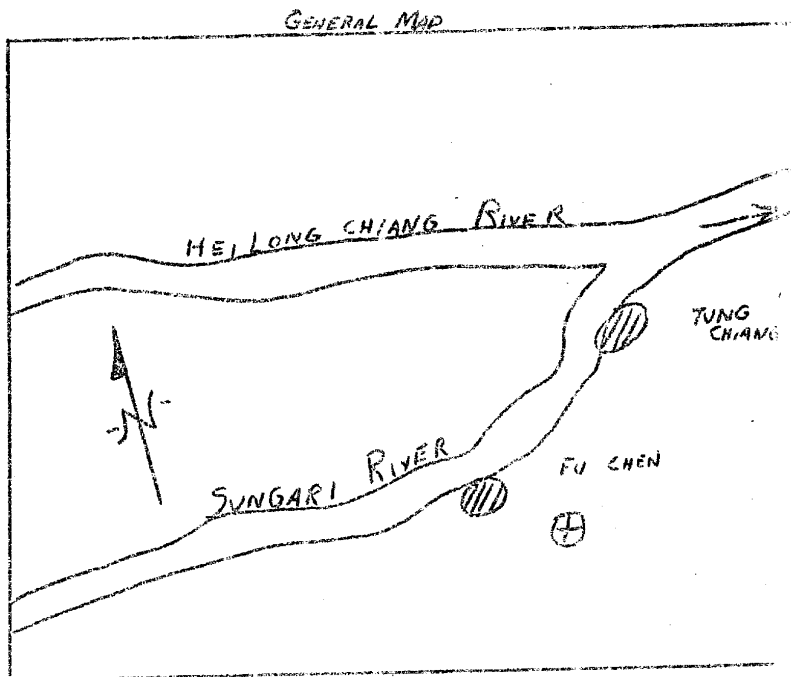 GENERAL MAP
HEI LONG CHIANG RIVER
TUNG
CHIANG
SUNGARI RIVER
FU CHEN
N